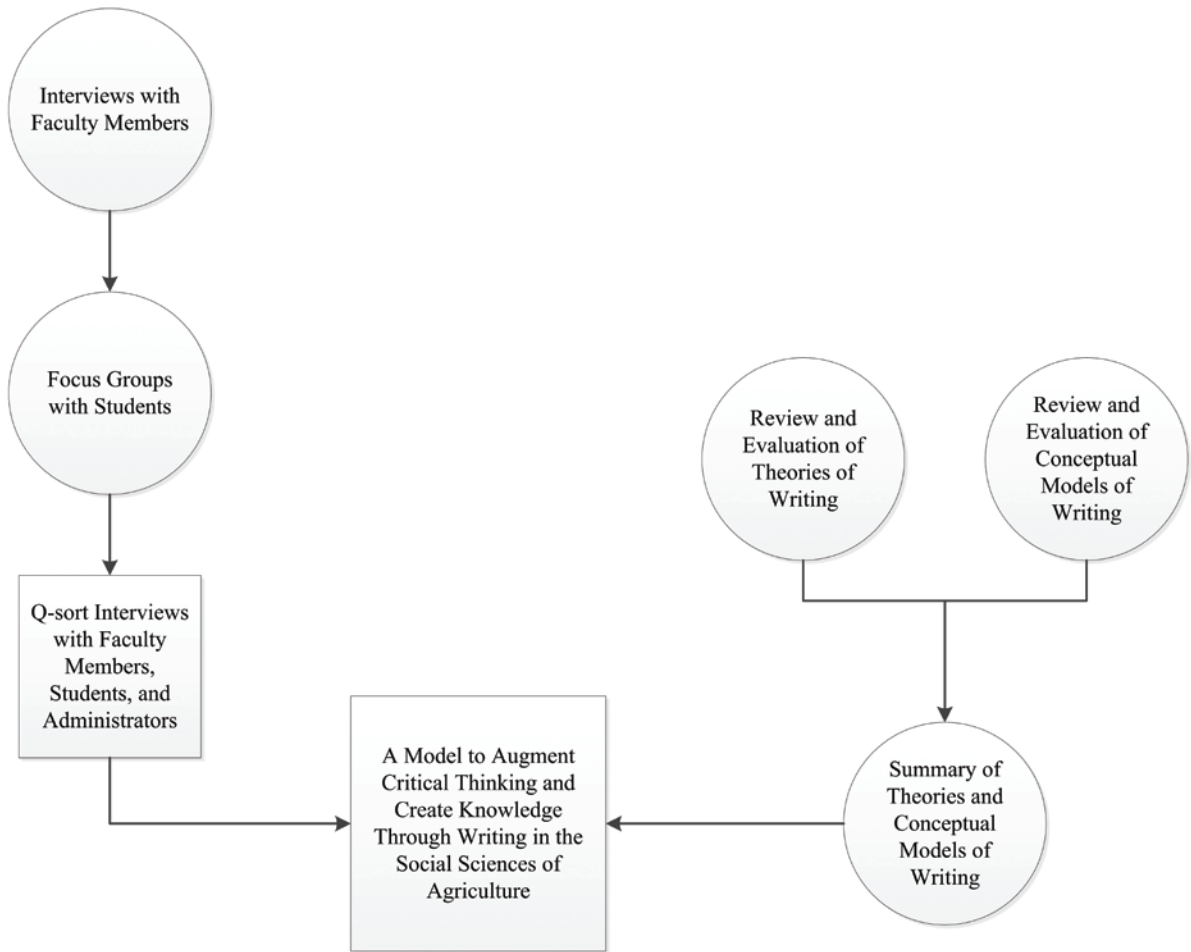 Interviews with
Faculty Members
Focus Groups
with Students
Review and
Evaluation of
Theories of
Writing
Review and
Evaluation of
Conceptual
Models of
Writing
Q-sort Interviews
with Faculty
Members,
Students, and
Administrators
A Model to Augment
Critical Thinking and
Create Knowledge
Through Writing in the
Social Sciences of
Agriculture
Summary of
Theories and
Conceptual
Models of
Writing